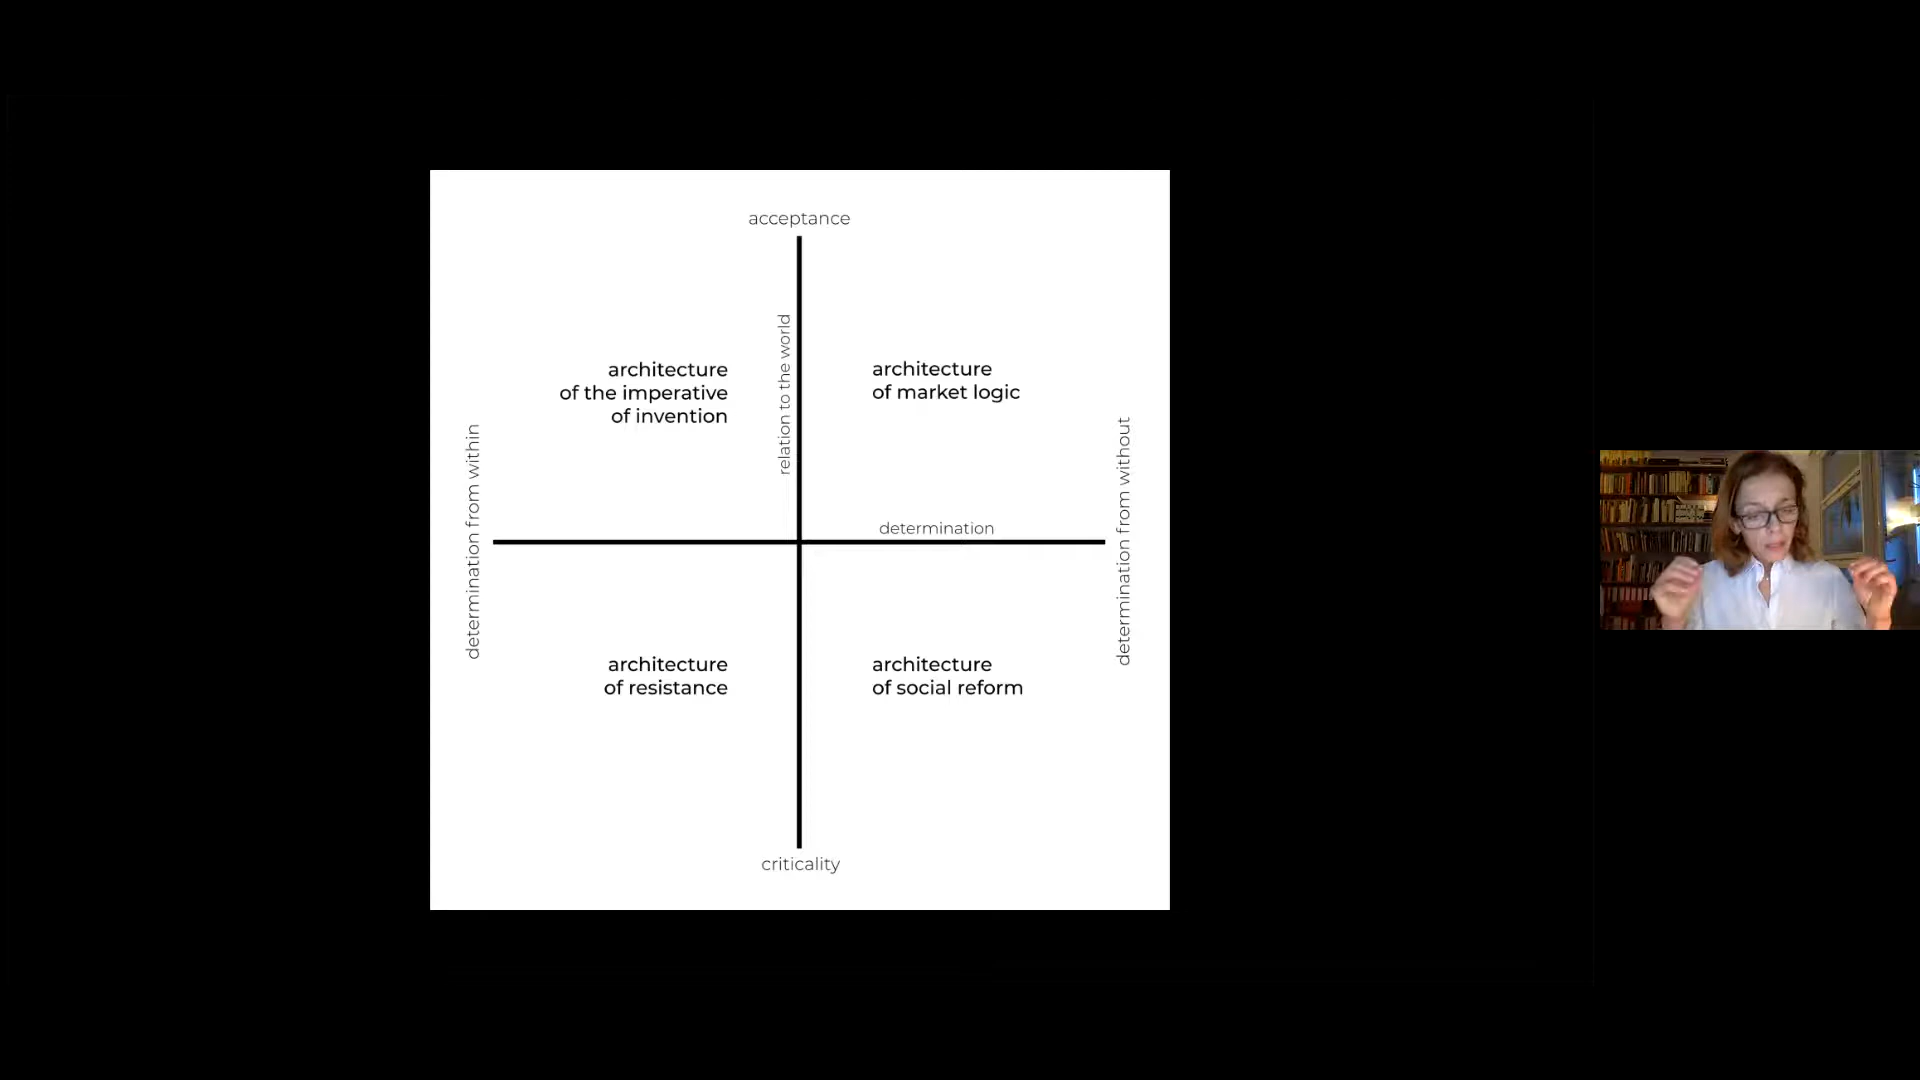 acceptance
relation to the world
architecture
of the imperative
of invention
architecture
of market logic
determination from within
determination
determination from without
architecture
of resistance
architecture
of social reform
criticality